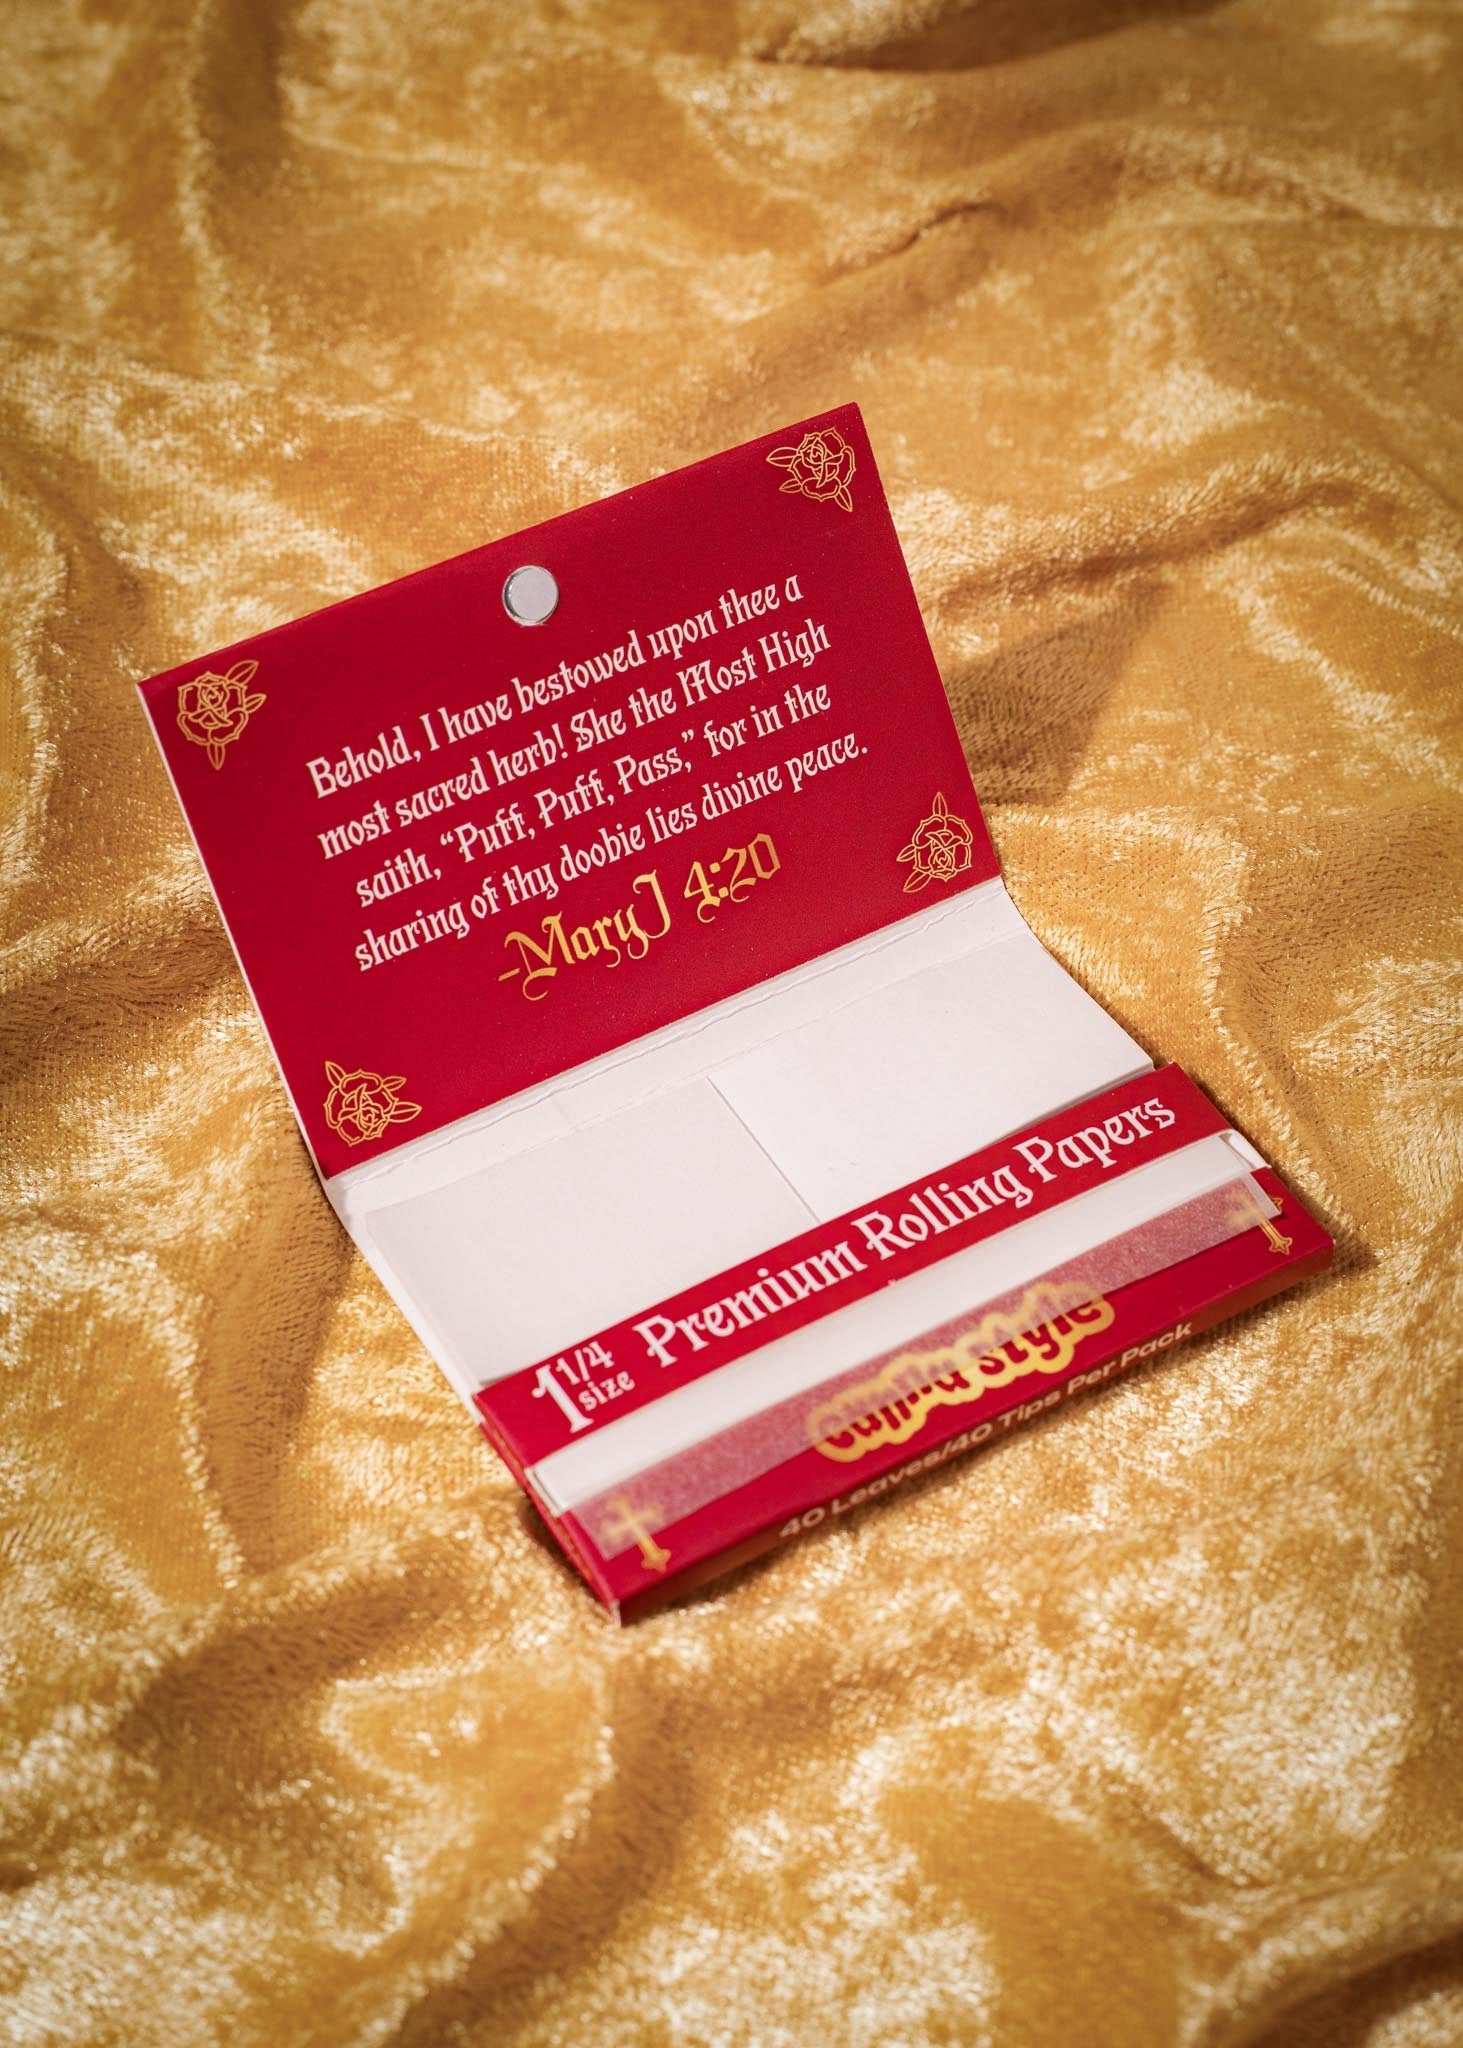 Behold, I have bestowed upon thee a
most sacred herb! She the Most High
saith, “Puff, Puff, Pass,” for in the
sharing of thy doobie lies divine peace.
-Mary J 4:20
1 1/4 size Premium Rolling Papers
cunjja style
40 Leaves/40 Tips Per Pack